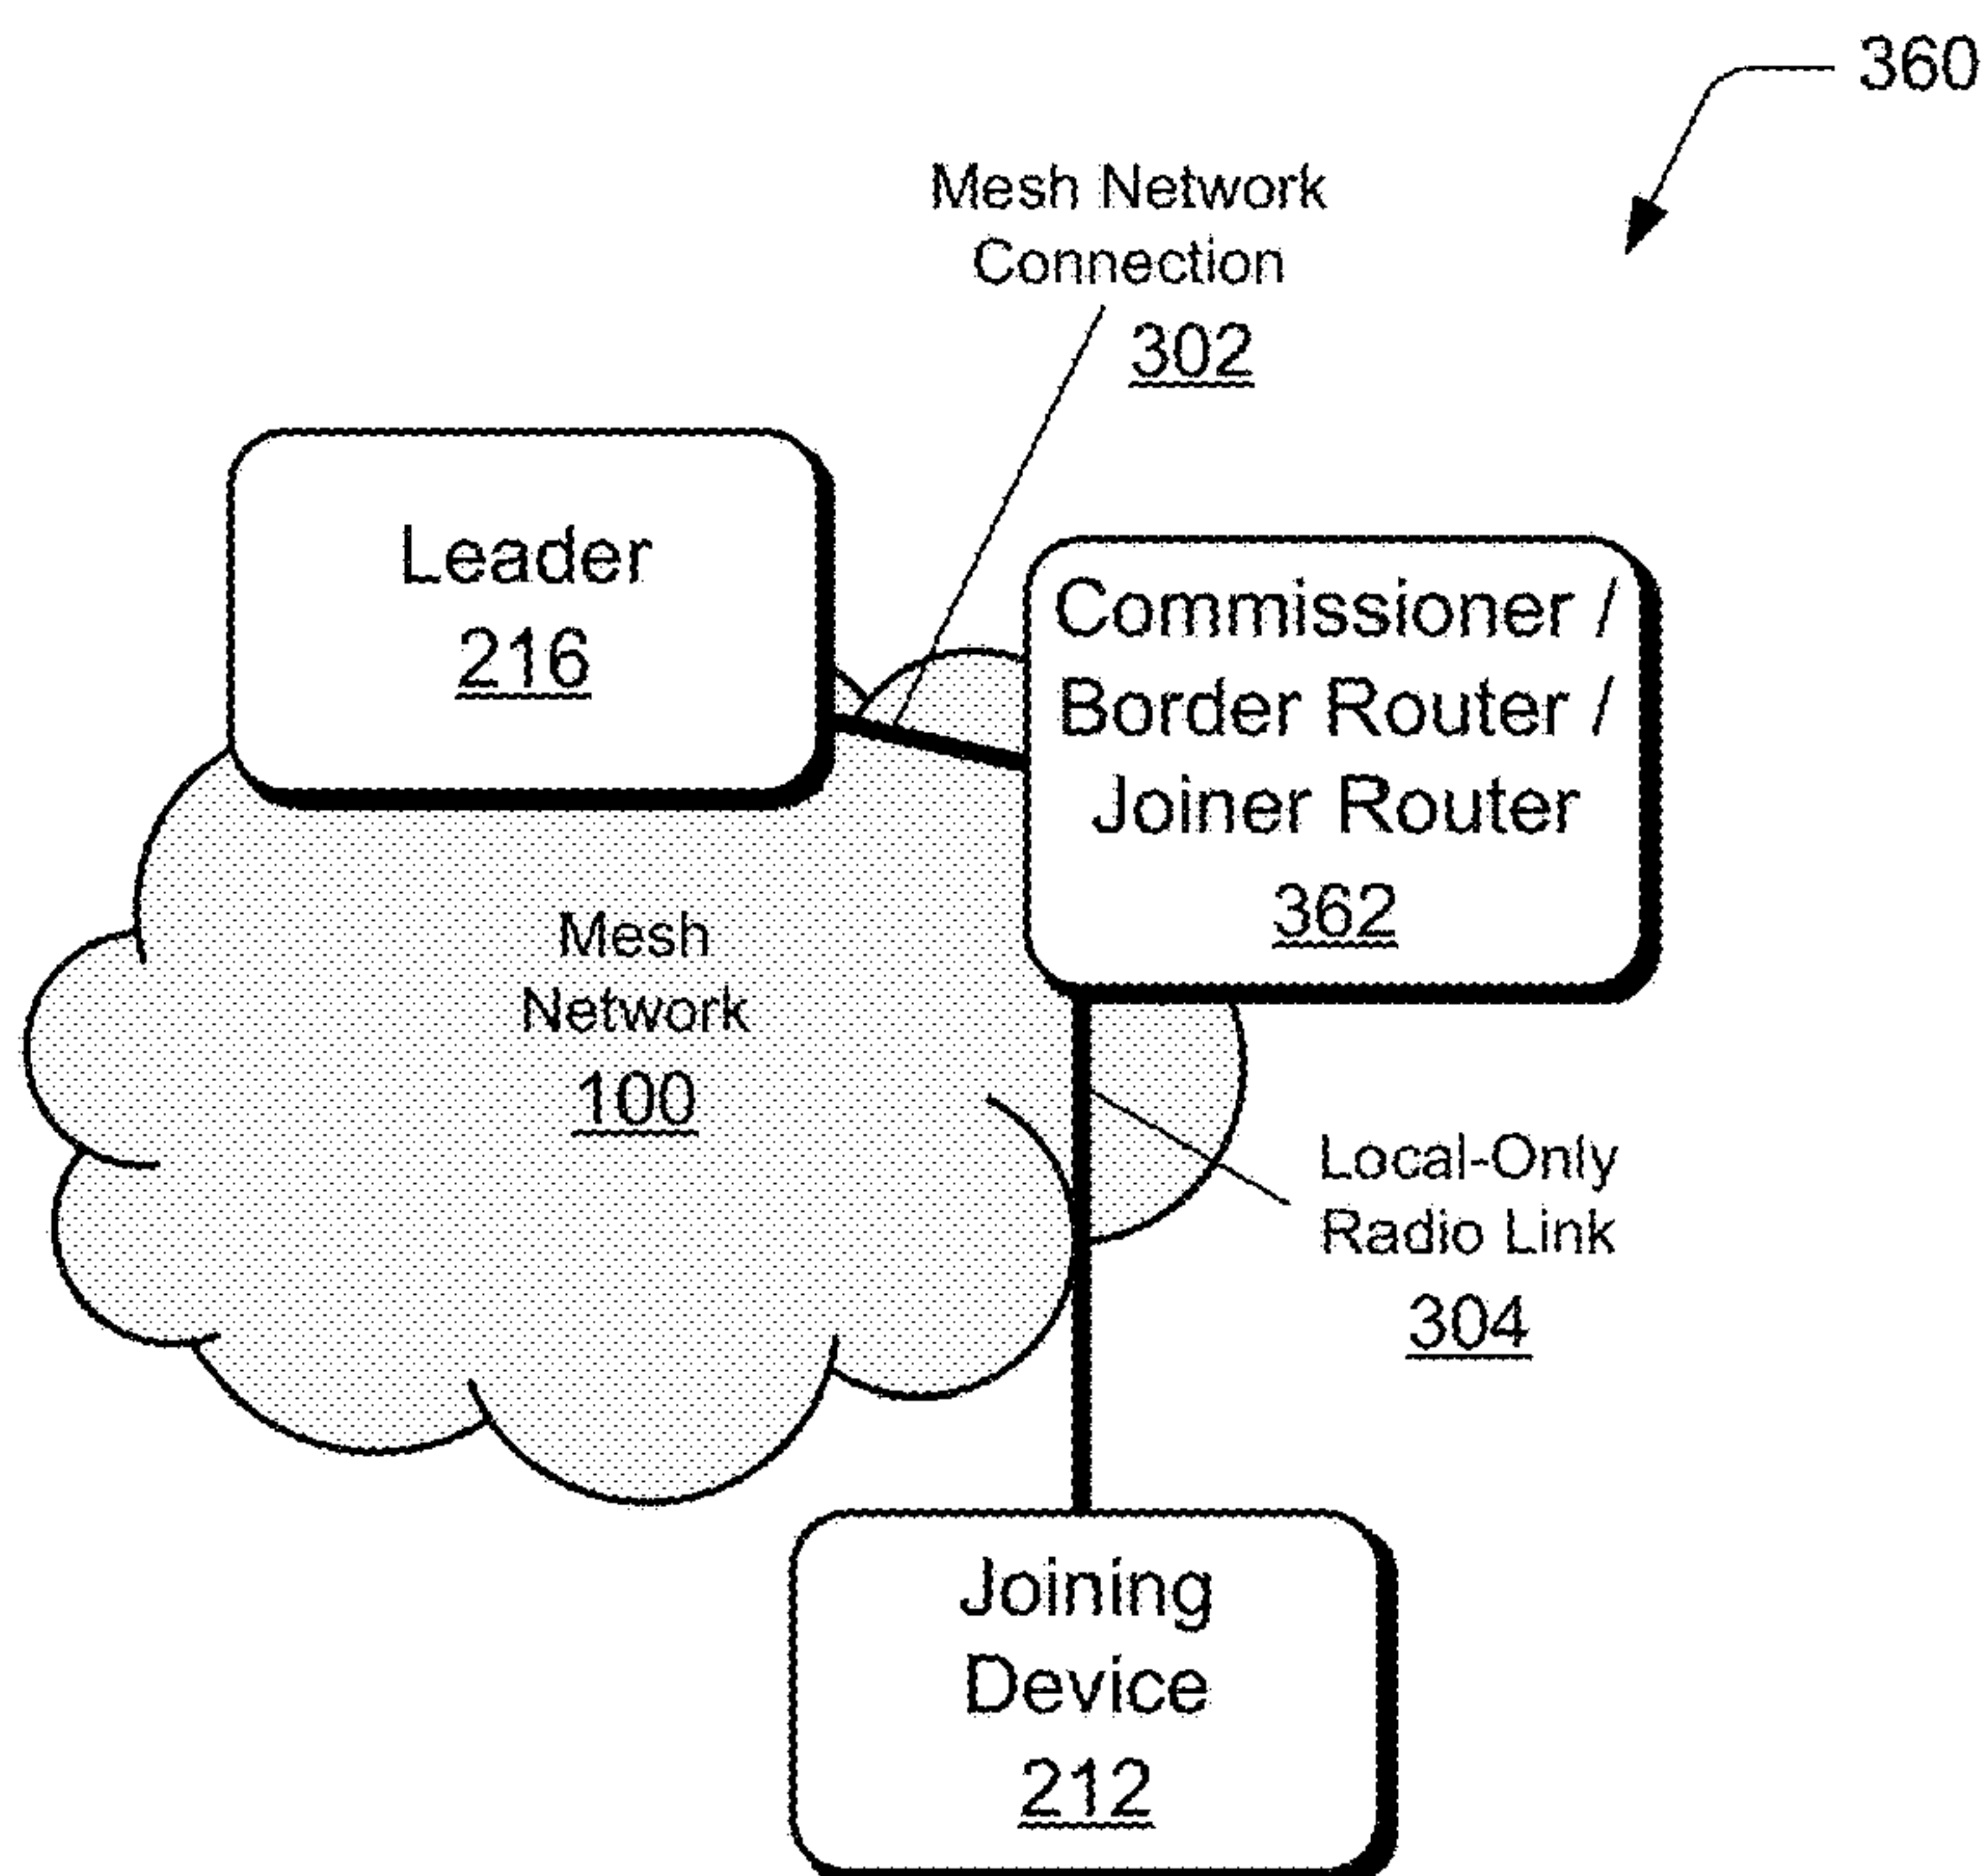 360
Mesh Network
Connection
302
Leader
216
Commissioner /
Border Router /
Joiner Router
362
Mesh
Network
100
Local-Only
Radio Link
304
Joining
Device
212